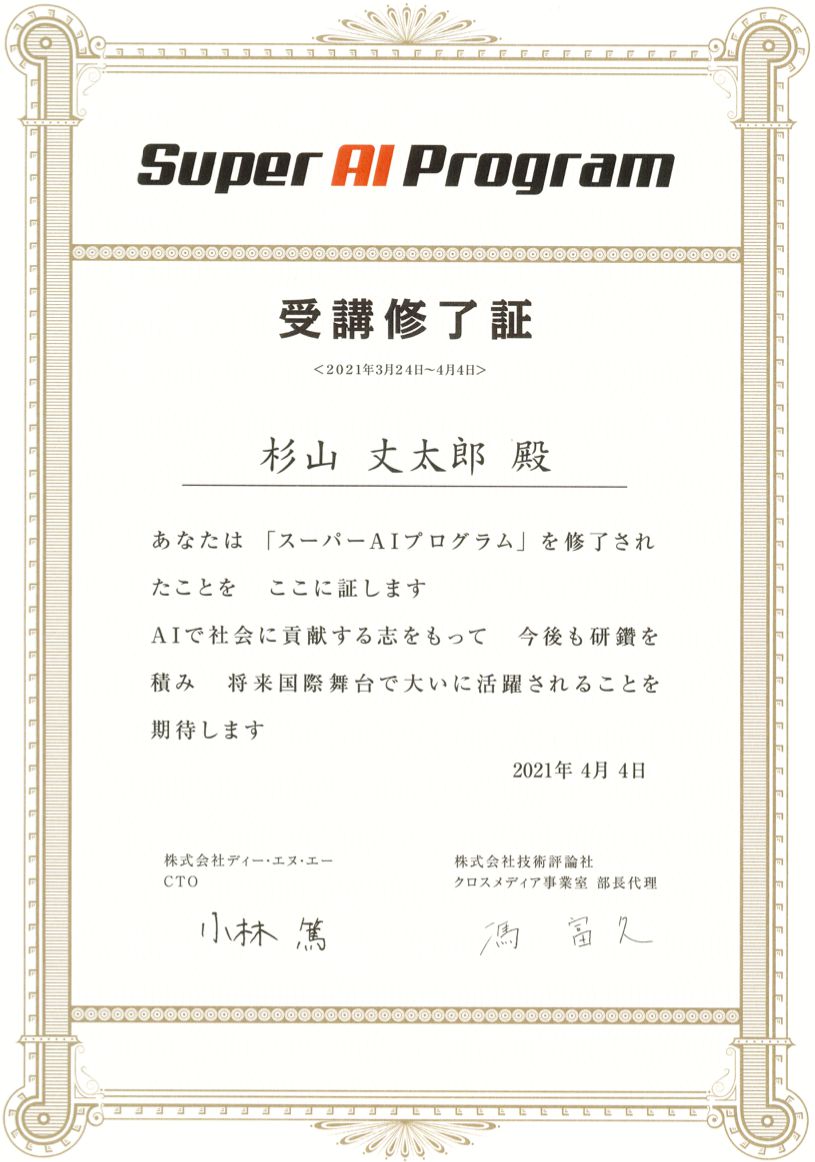 Super AI Program
受講修了証
<2021年3月24日～4月4日>
杉山 丈太郎 殿
あなたは 「スーパーAIプログラム」を修了され
たことを ここに証します
AIで社会に貢献する志をもって 今後も研鑽を
積み 将来国際舞台で大いに活躍されることを
期待します
2021年 4月 4日
株式会社ディー・エヌ・エー
CTO
小林 篤
株式会社技術評論社
クロスメディア事業室 部長代理
馮 富久